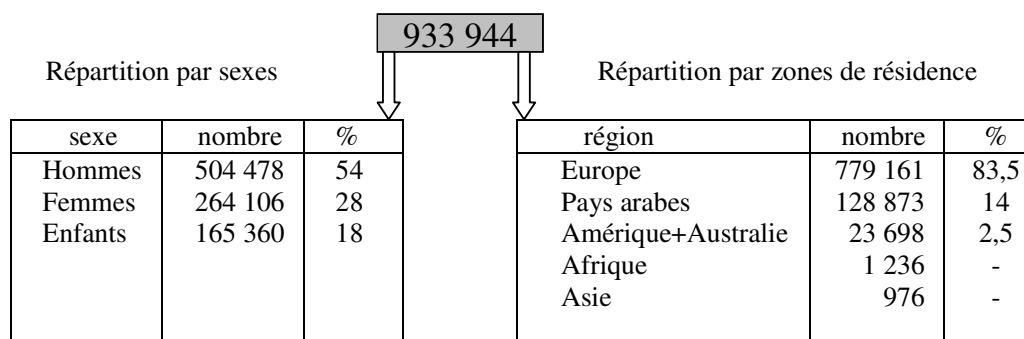 933 944
Répartition par sexes
Répartition par zones de résidence
sexe nombre %
Hommes 504 478 54
Femmes 264 106 28
Enfants 165 360 18
région nombre %
Europe 779 161 83,5
Pays arabes 128 873 14
Amérique+Australie 23 698 2,5
Afrique 1 236 -
Asie 976 -